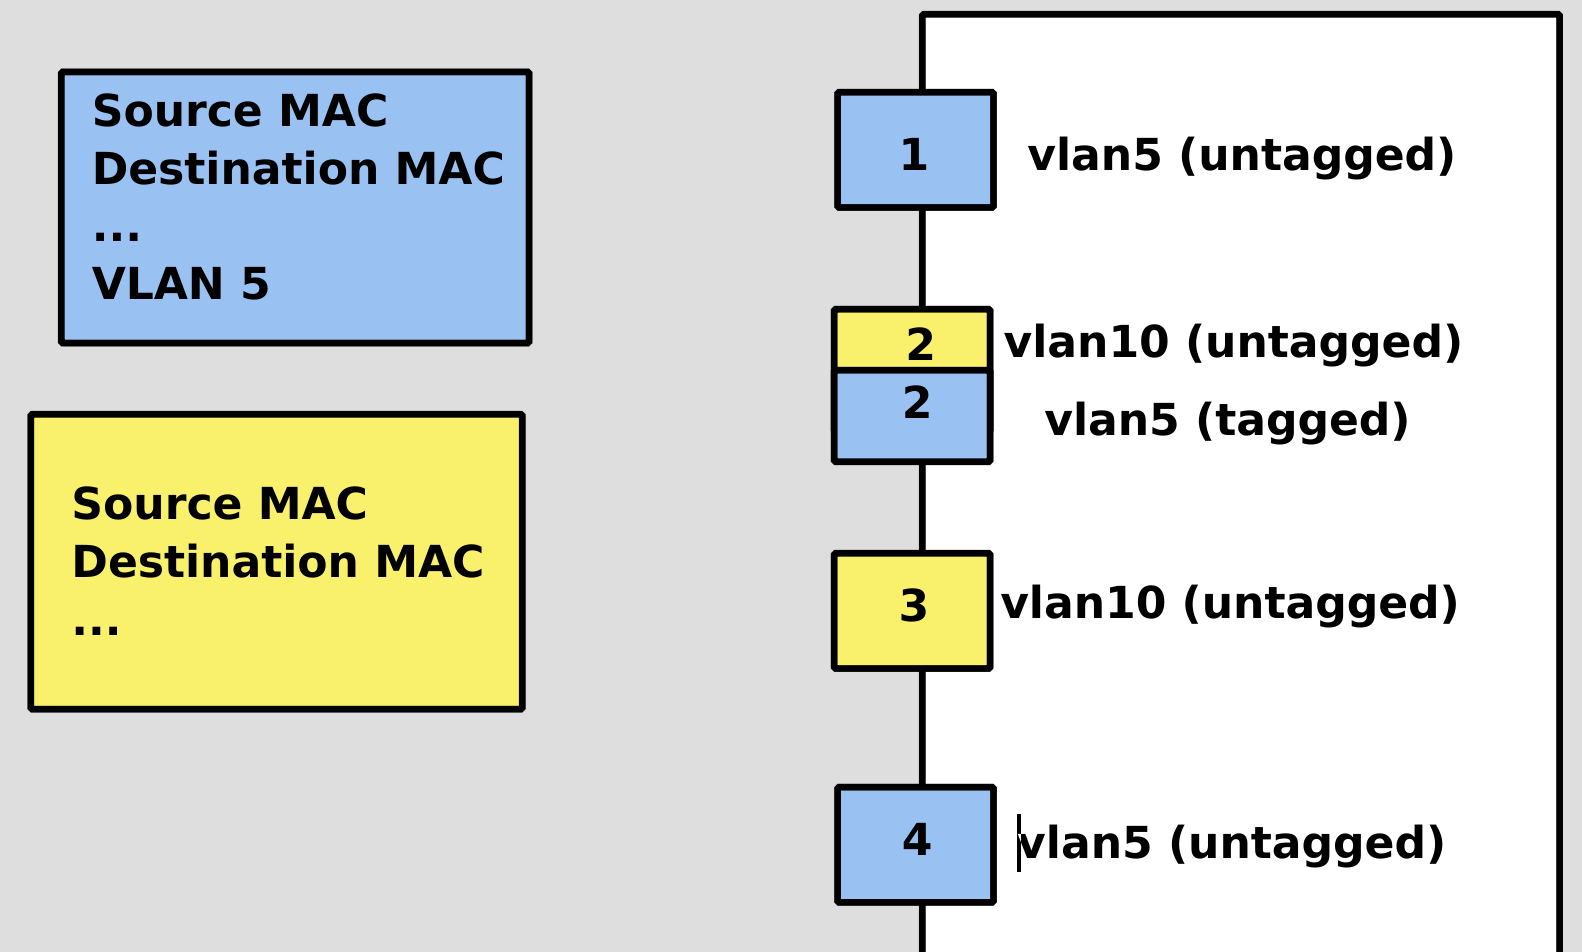 Source MAC
Destination MAC
...
VLAN 5
Source MAC
Destination MAC
...
1 vlan5 (untagged)
2 vlan10 (untagged)
2 vlan5 (tagged)
3 vlan10 (untagged)
4 vlan5 (untagged)